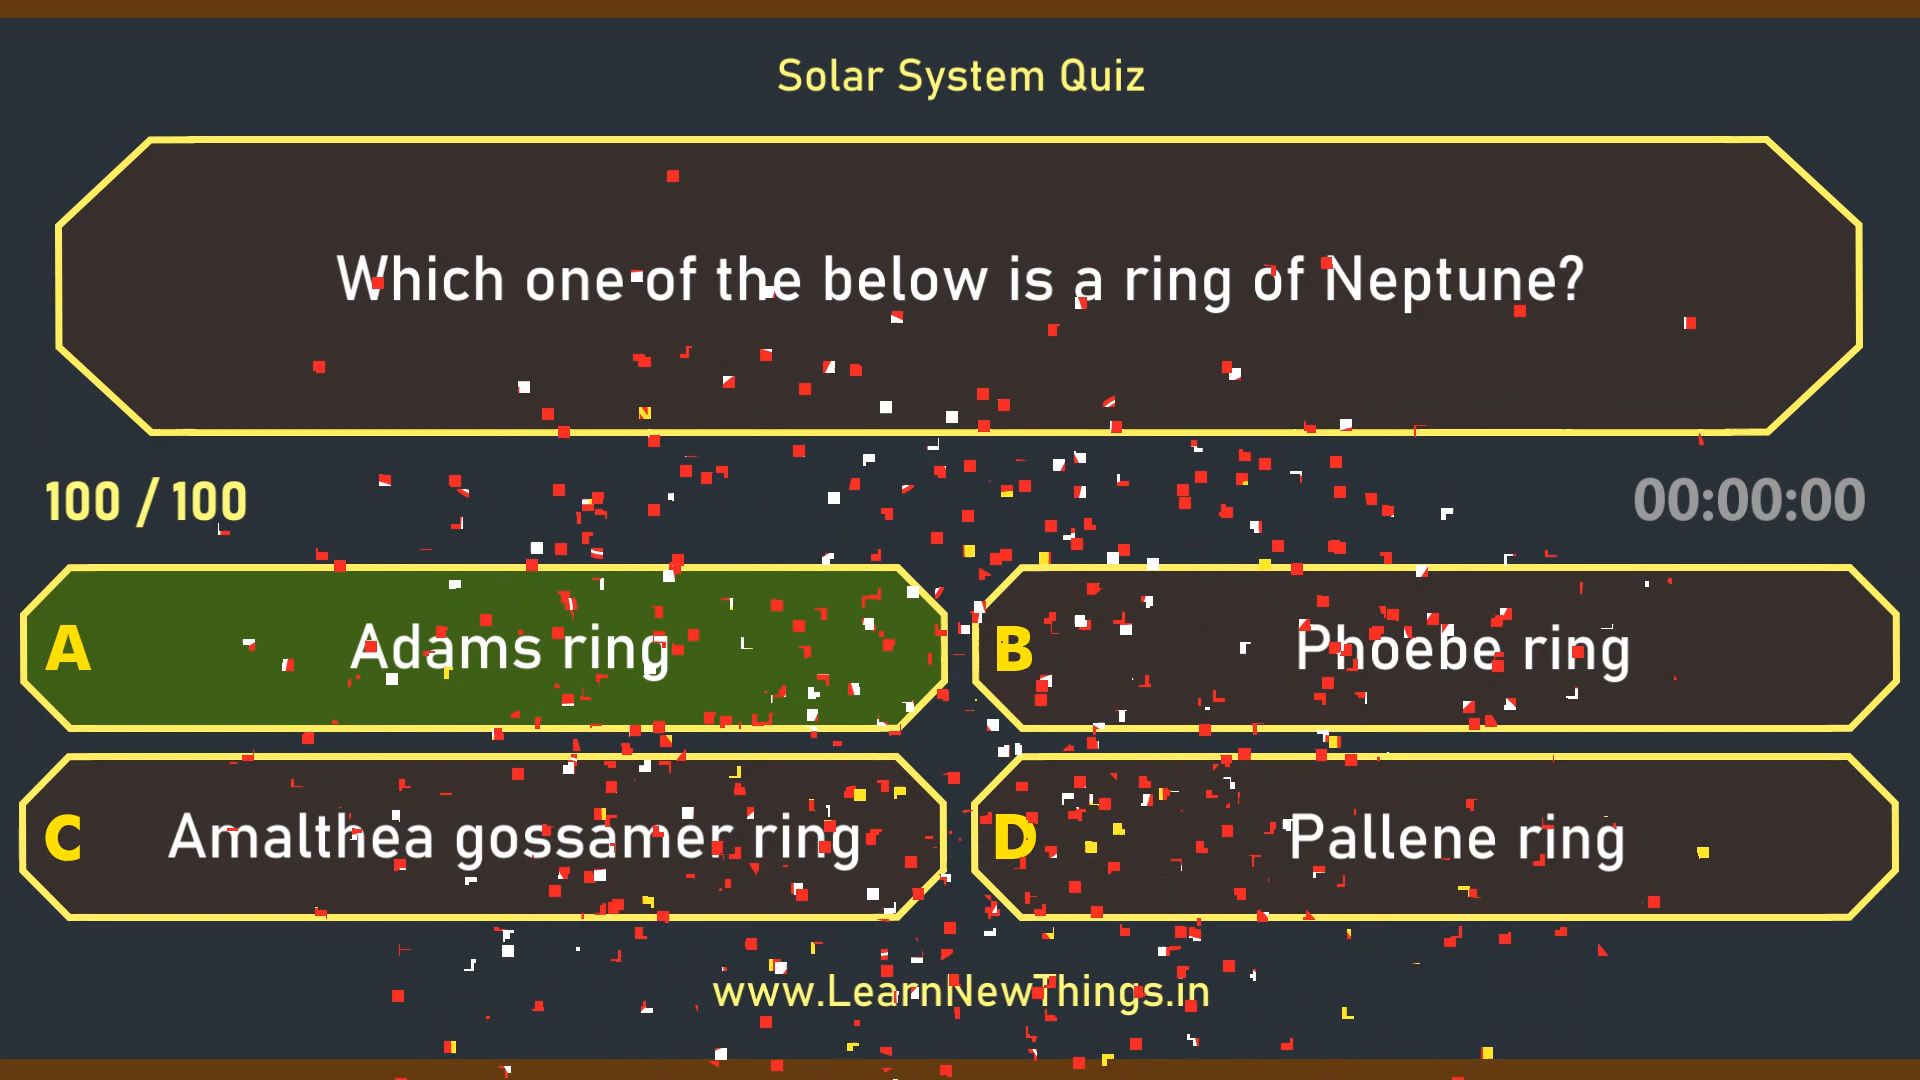 Solar System Quiz
Which one of the below is a ring of Neptune?
100 / 100
00:00:00
A Adams ring
B Phoebe ring
C Amalthea gossamer ring
D Pallene ring
www.LearnNewThings.in